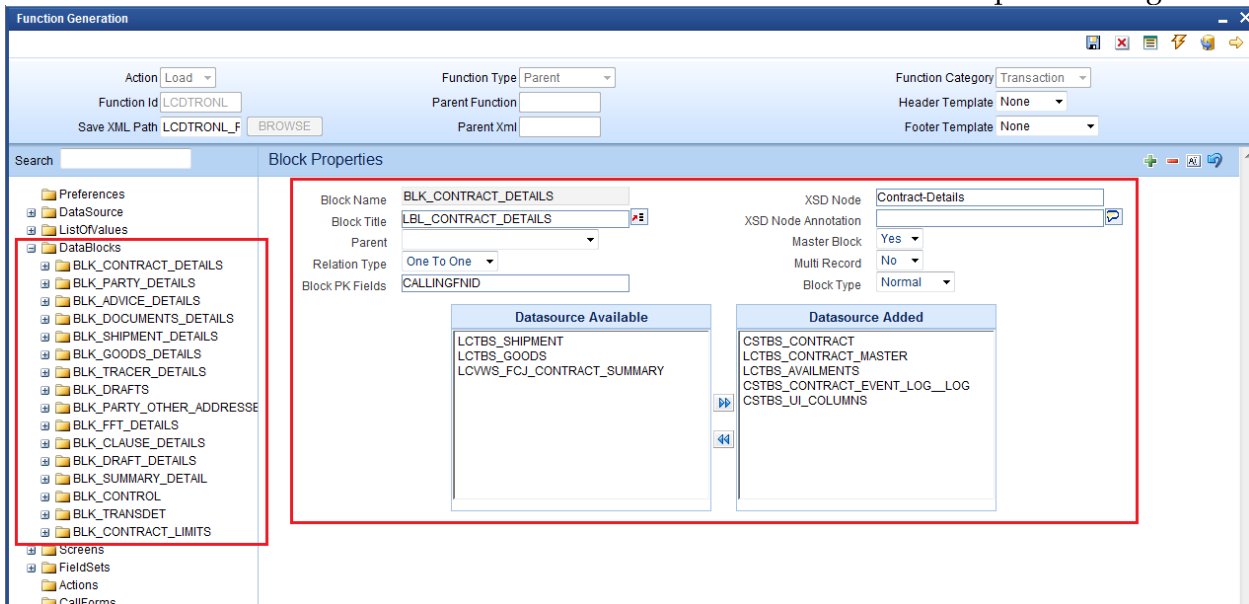 Function Generation
Action Load Function Type Parent Function Category Transaction
Function Id LCDTRONL Parent Function Header Template None
Save XML Path LCDTRONL_F BROWSE Parent Xml Footer Template None
Search Block Properties
Preferences
DataSource
ListOfValues
DataBlocks
BLK_CONTRACT_DETAILS
BLK_PARTY_DETAILS
BLK_ADVICE_DETAILS
BLK_DOCUMENTS_DETAILS
BLK_SHIPMENT_DETAILS
BLK_GOODS_DETAILS
BLK_TRACER_DETAILS
BLK_DRAFTS
BLK_PARTY_OTHER_ADDRESSE
BLK_FFT_DETAILS
BLK_CLAUSE_DETAILS
BLK_DRAFT_DETAILS
BLK_SUMMARY_DETAIL
BLK_CONTROL
BLK_TRANSDET
BLK_CONTRACT_LIMITS
Screens
FieldSets
Actions
CallForms
Block Name BLK_CONTRACT_DETAILS XSD Node Contract-Details
Block Title LBL_CONTRACT_DETAILS XSD Node Annotation
Parent Master Block Yes
Relation Type One To One Multi Record No
Block PK Fields CALLINGFNID Block Type Normal
Datasource Available
LCTBS_SHIPMENT
LCTBS_GOODS
LCVWS_FCJ_CONTRACT_SUMMARY
Datasource Added
CSTBS_CONTRACT
LCTBS_CONTRACT_MASTER
LCTBS_AVAILMENTS
CSTBS_CONTRACT_EVENT_LOG__LOG
CSTBS_UI_COLUMNS